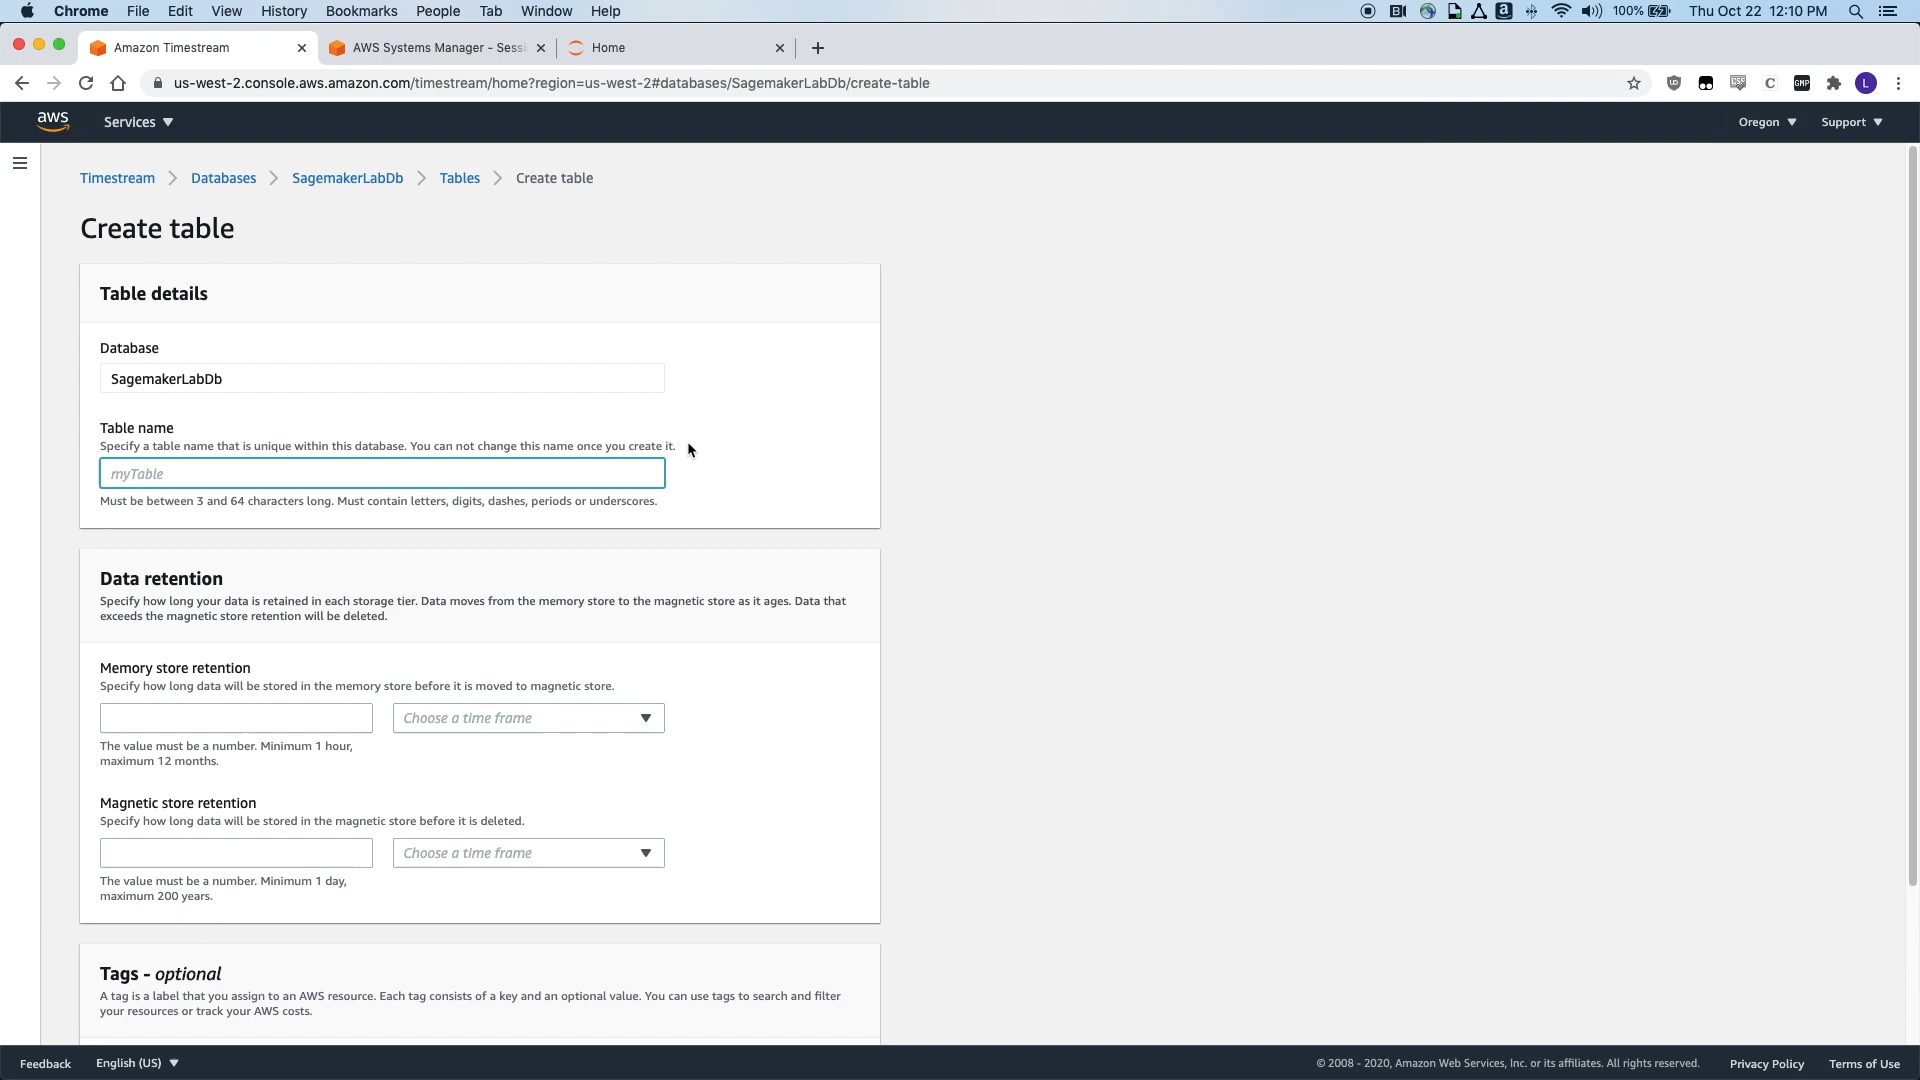 Chrome File Edit View History Bookmarks People Tab Window Help 100% Thu Oct 22 12:10 PM
Amazon Timestream AWS Systems Manager - Sessi Home
us-west-2.console.aws.amazon.com/timestream/home?region=us-west-2#databases/SagemakerLabDb/create-table
aws Services Oregon Support
Timestream Databases SagemakerLabDb Tables Create table
Create table
Table details
Database
SagemakerLabDb
Table name
Specify a table name that is unique within this database. You can not change this name once you create it.
myTable
Must be between 3 and 64 characters long. Must contain letters, digits, dashes, periods or underscores.
Data retention
Specify how long your data is retained in each storage tier. Data moves from the memory store to the magnetic store as it ages. Data that
exceeds the magnetic store retention will be deleted.
Memory store retention
Specify how long data will be stored in the memory store before it is moved to magnetic store.
Choose a time frame
The value must be a number. Minimum 1 hour,
maximum 12 months.
Magnetic store retention
Specify how long data will be stored in the magnetic store before it is deleted.
Choose a time frame
The value must be a number. Minimum 1 day,
maximum 200 years.
Tags - optional
A tag is a label that you assign to an AWS resource. Each tag consists of a key and an optional value. You can use tags to search and filter
your resources or track your AWS costs.
Feedback English (US) © 2008 - 2020, Amazon Web Services, Inc. or its affiliates. All rights reserved. Privacy Policy Terms of Use